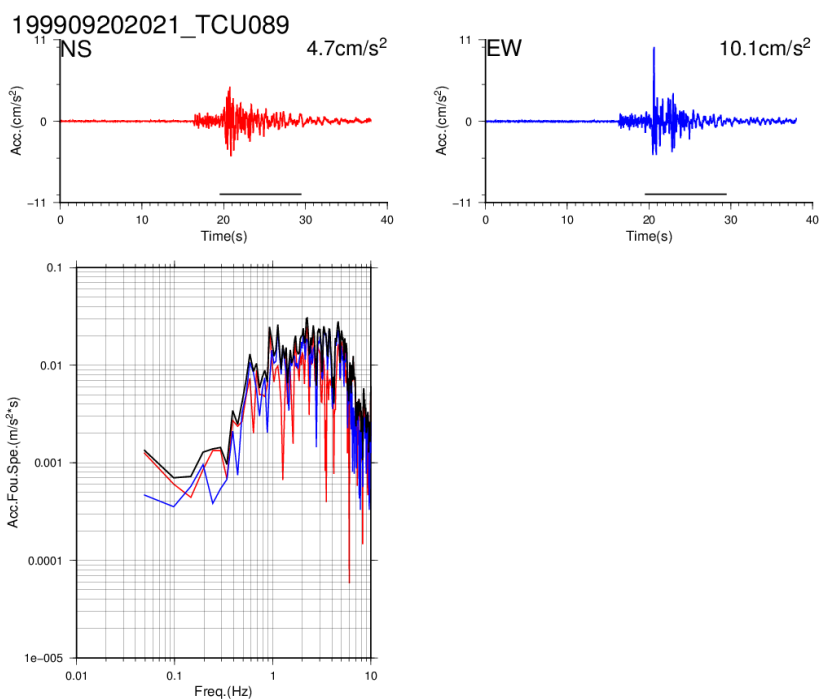 199909202021_TCU089
NS 4.7cm/s²
11
0
−11
Acc.(cm/s²)
0 10 20 30 40
Time(s)
EW 10.1cm/s²
11
0
−11
Acc.(cm/s²)
0 10 20 30 40
Time(s)
0.1
0.01
0.001
0.0001
1e−005
Acc.Fou.Spe.(m/s²*s)
0.01 0.1 1 10
Freq.(Hz)